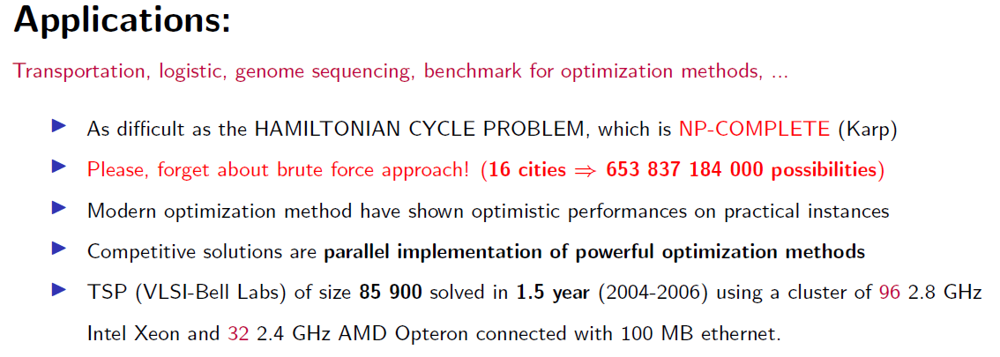 Applications:
Transportation, logistic, genome sequencing, benchmark for optimization methods, ...
As difficult as the HAMILTONIAN CYCLE PROBLEM, which is NP-COMPLETE (Karp)
Please, forget about brute force approach! (16 cities ⇒ 653 837 184 000 possibilities)
Modern optimization method have shown optimistic performances on practical instances
Competitive solutions are parallel implementation of powerful optimization methods
TSP (VLSI-Bell Labs) of size 85 900 solved in 1.5 year (2004-2006) using a cluster of 96 2.8 GHz
Intel Xeon and 32 2.4 GHz AMD Opteron connected with 100 MB ethernet.